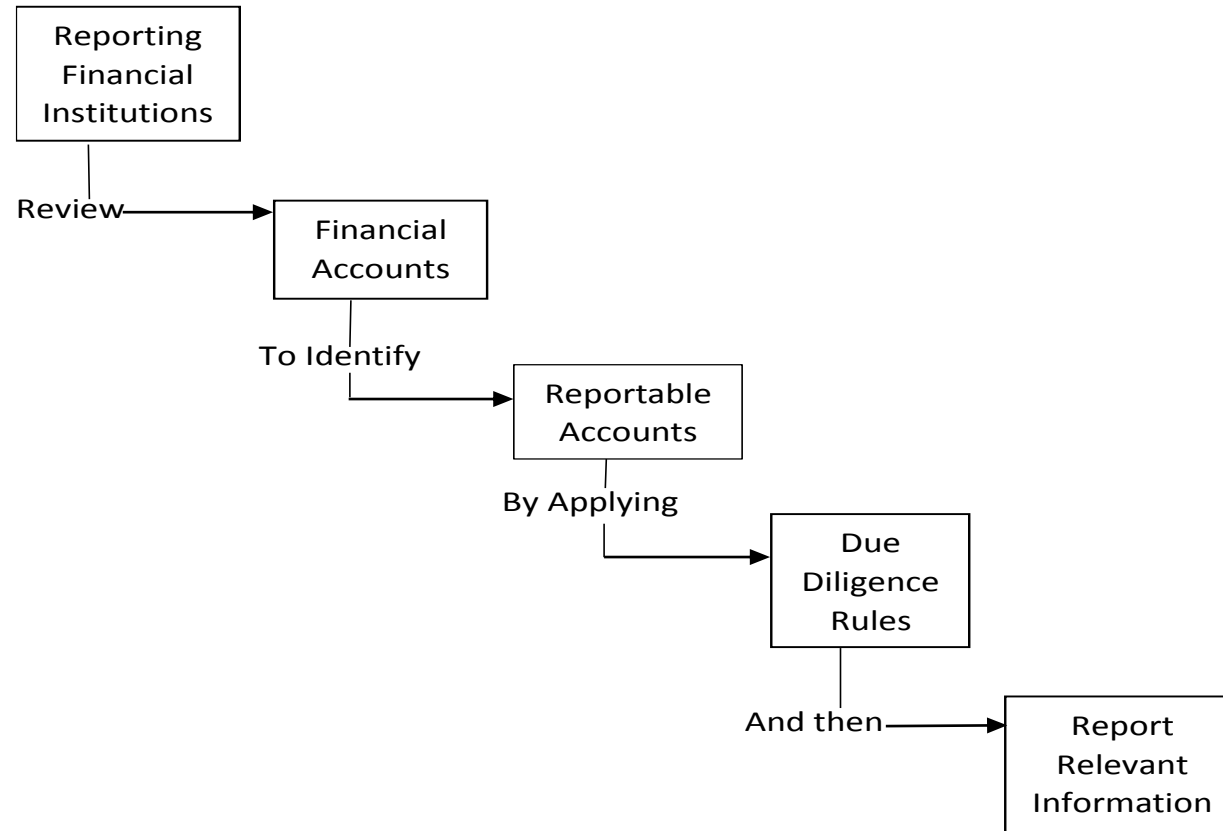 Reporting
Financial
Institutions
Review
Financial
Accounts
To Identify
Reportable
Accounts
By Applying
Due
Diligence
Rules
And then
Report
Relevant
Information